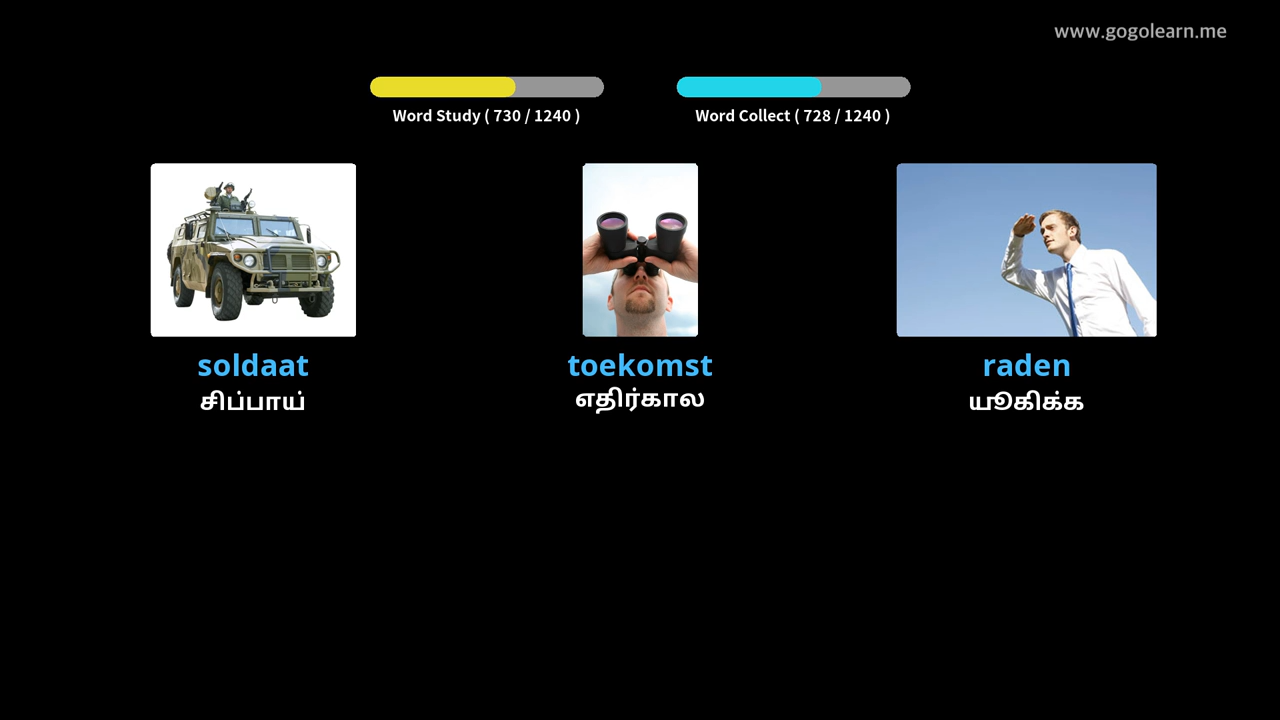 www.gogolearn.me
Word Study ( 730 / 1240 )
Word Collect ( 728 / 1240 )
soldaat
toekomst
raden
சிப்பாய்
எதிர்கால
யூகிக்க